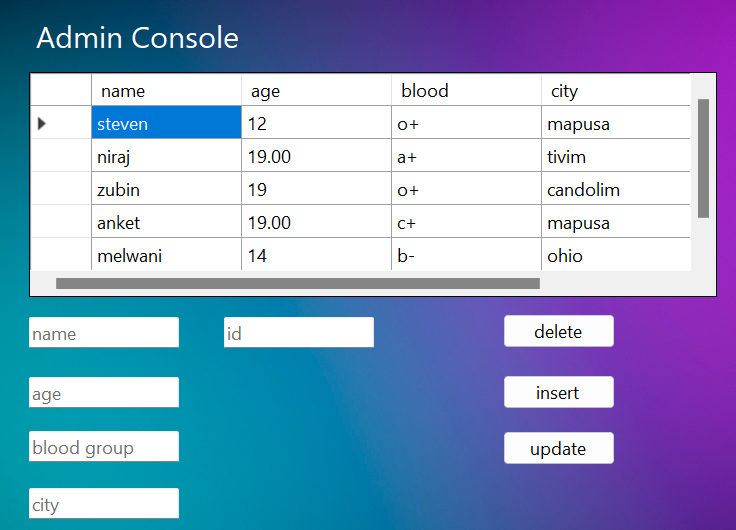 Admin Console
name age blood city
steven 12 o+ mapusa
niraj 19.00 a+ tivim
zubin 19 o+ candolim
anket 19.00 c+ mapusa
melwani 14 b- ohio
name id delete
age insert
blood group update
city